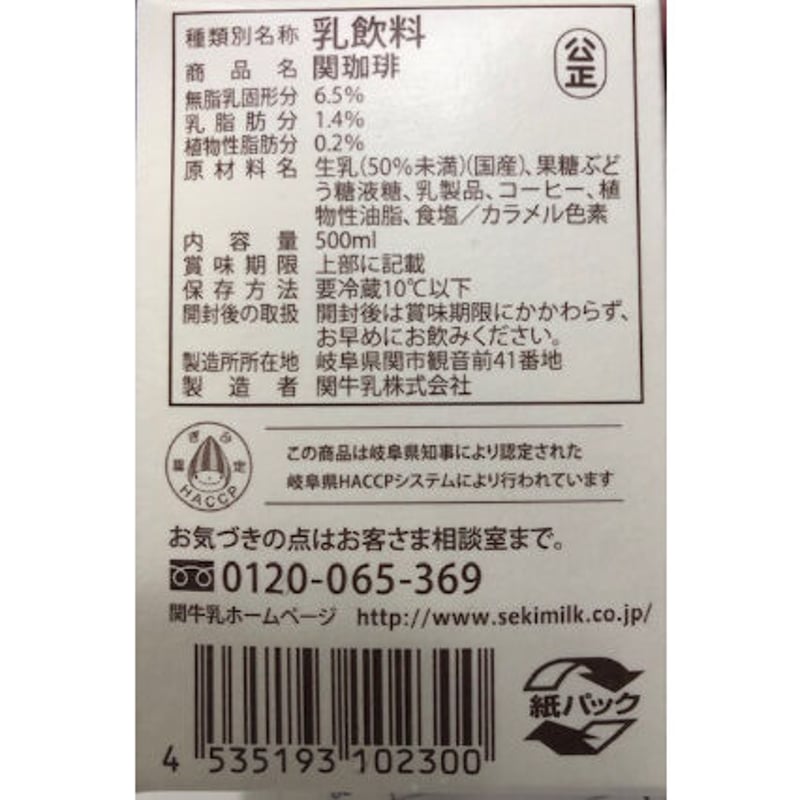 種類別名称 乳飲料
公正
商品名 関珈琲
無脂乳固形分 6.5%
乳脂肪分 1.4%
植物性脂肪分 0.2%
原材料名 生乳(50%未満)(国産)、果糖ぶど
う糖液糖、乳製品、コーヒー、植
物性油脂、食塩／カラメル色素
内容量 500ml
賞味期限 上部に記載
保存方法 要冷蔵10℃以下
開封後の取扱 開封後は賞味期限にかかわらず、
お早めにお飲みください。
製造所所在地 岐阜県関市観音前41番地
製造者 関牛乳株式会社
ぎふ
HACCP
この商品は岐阜県知事により認定された
岐阜県HACCPシステムにより行われています
お気づきの点はお客さま相談室まで。
0120-065-369
関牛乳ホームページ http://www.sekimilk.co.jp/
紙パック
4 535193 102300